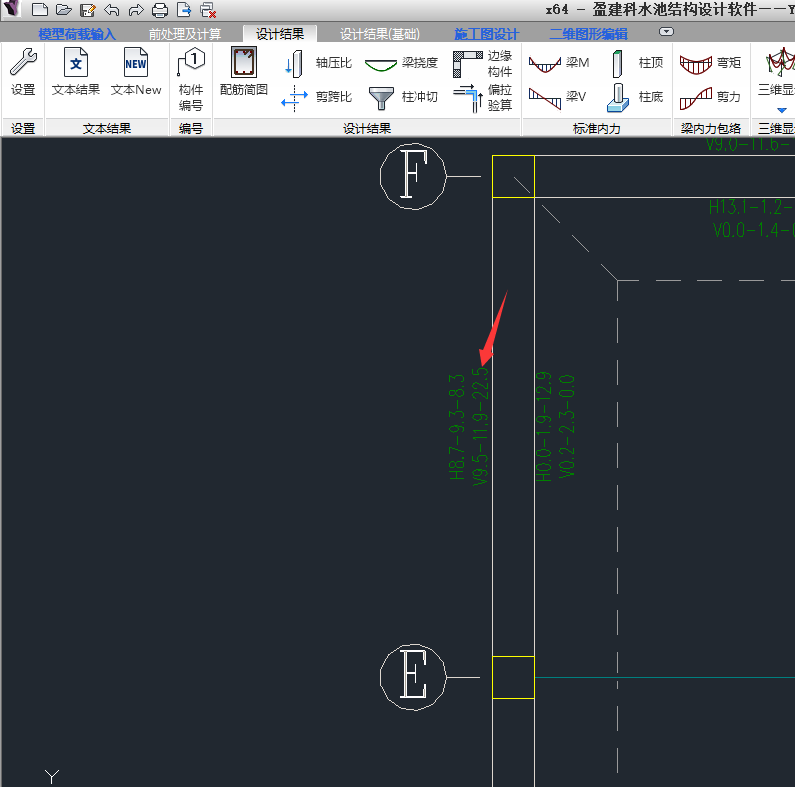 x64 - 盈建科水池结构设计软件——Y
模型荷载输入 前处理及计算 设计结果 设计结果(基础) 施工图设计 二维图形编辑
设置
文 文本结果
NEW 文本New
1 构件编号
配筋简图
轴压比 梁挠度 边缘构件
剪跨比 柱冲切 偏拉验算
梁M 柱顶 弯矩
梁V 柱底 剪力
三维显
设置 文本结果 编号 设计结果 标准内力 梁内力包络 三维显
F
V9.0-11.6-
H13.1-1.2-
V0.0-1.4-
H8.7-9.3-8.3
V9.5-11.9-22.5
H0.0-1.9-12.9
V0.2-2.3-0.0
E
Y